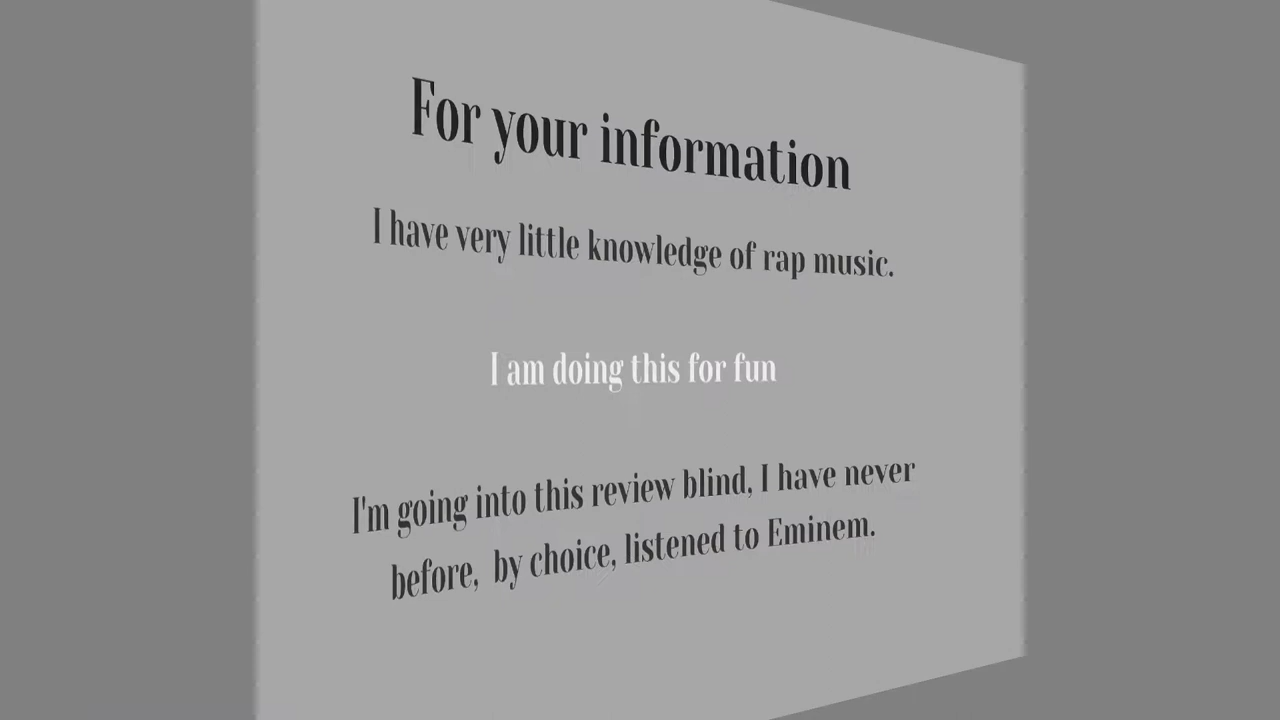 For your information
I have very little knowledge of rap music.
I am doing this for fun
I'm going into this review blind, I have never
before,  by choice, listened to Eminem.